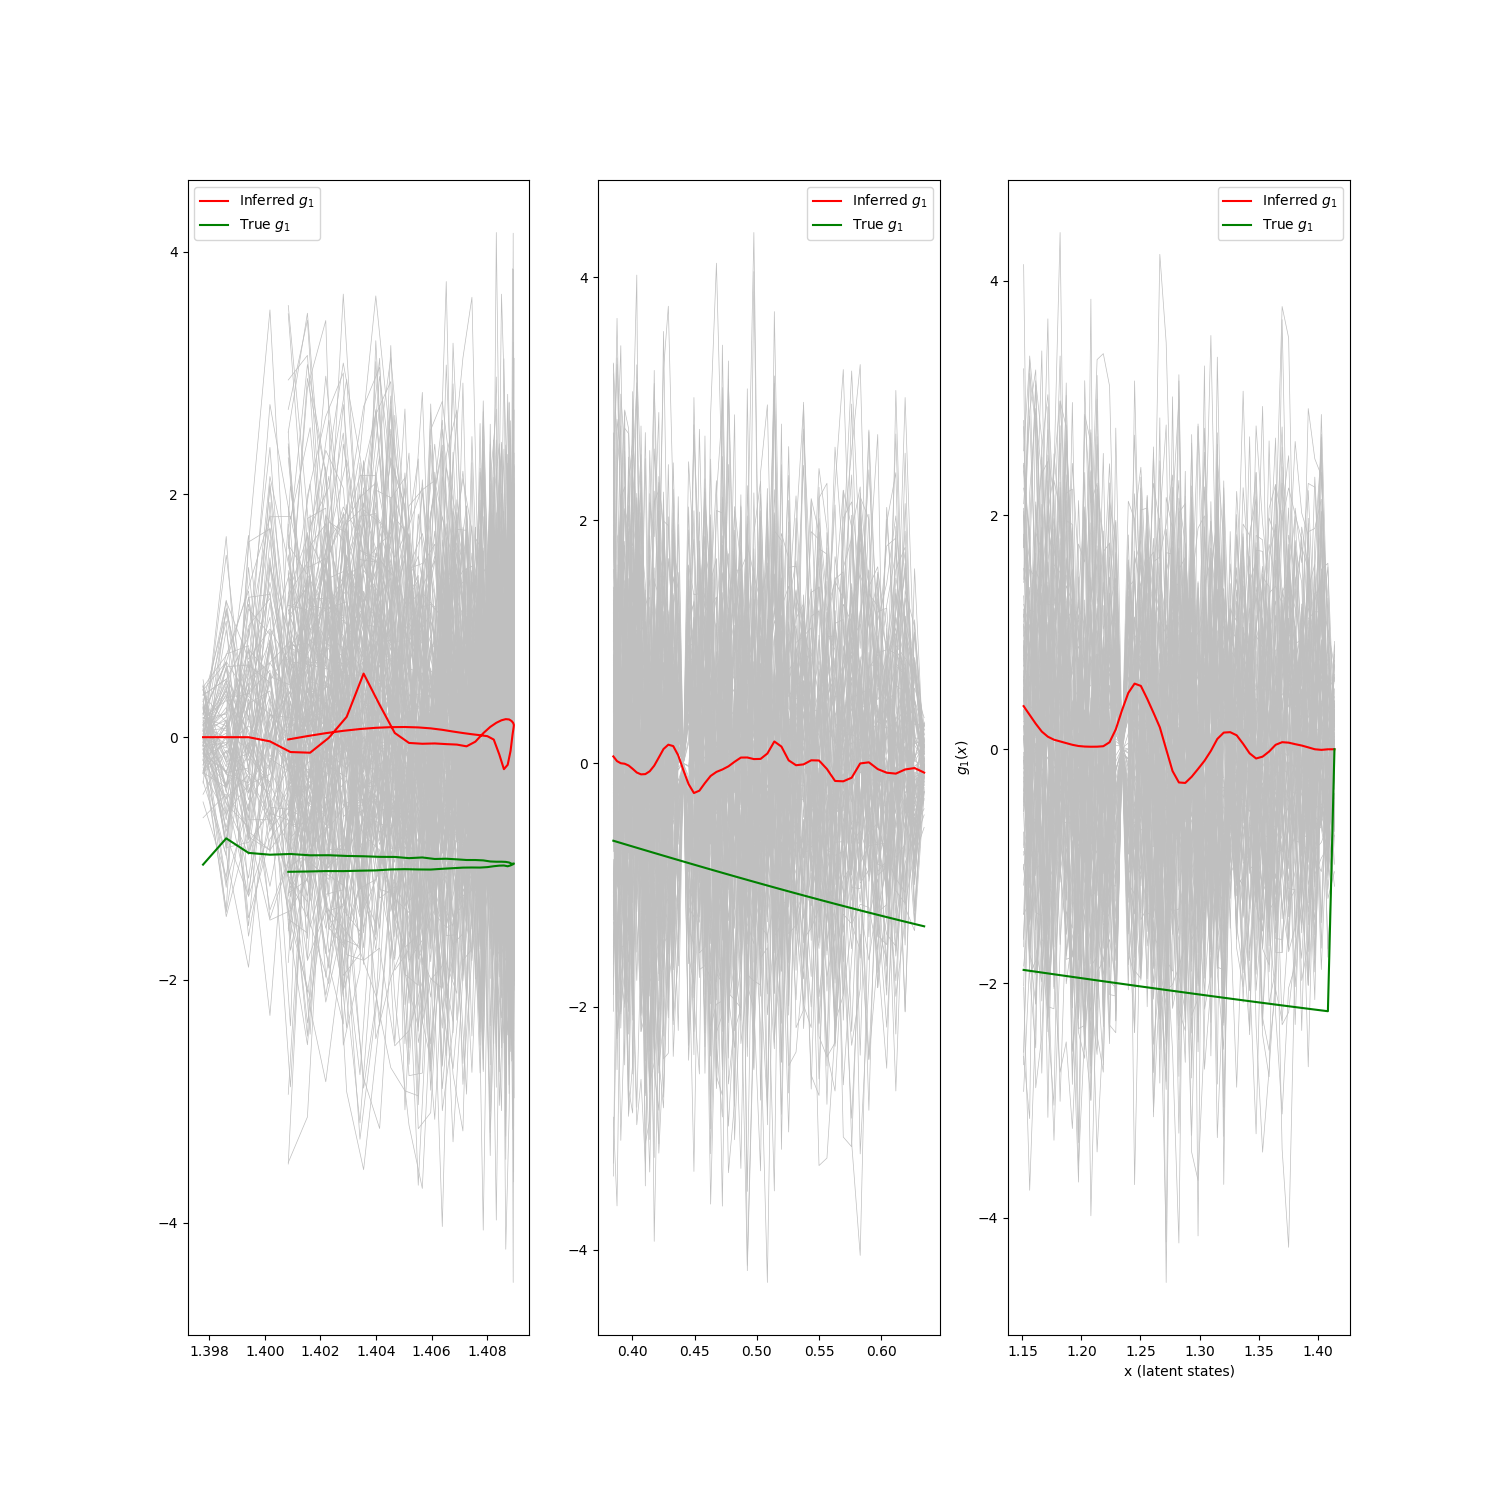 Inferred g₁
True g₁
4
2
0
−2
−4
1.398 1.400 1.402 1.404 1.406 1.408
Inferred g₁
True g₁
4
2
0
−2
−4
0.40 0.45 0.50 0.55 0.60
Inferred g₁
True g₁
g₁(x)
4
2
0
−2
−4
1.15 1.20 1.25 1.30 1.35 1.40
x (latent states)